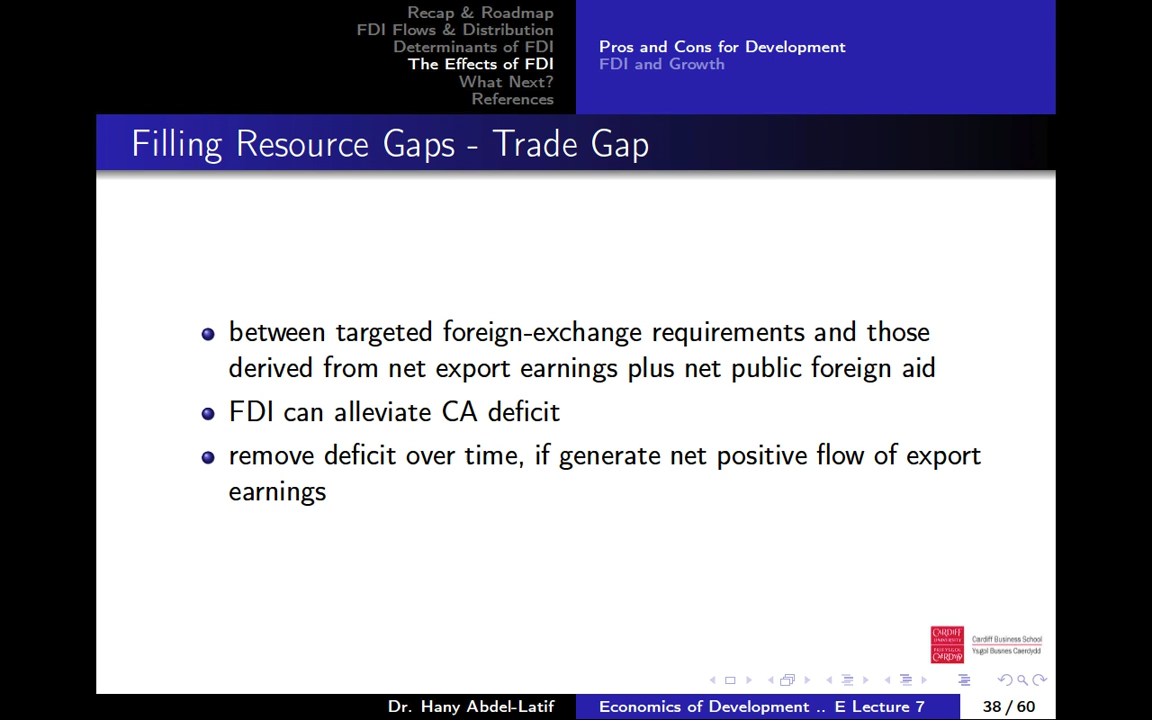 Recap & Roadmap
FDI Flows & Distribution
Determinants of FDI
The Effects of FDI
What Next?
References
Pros and Cons for Development
FDI and Growth
Filling Resource Gaps - Trade Gap
between targeted foreign-exchange requirements and those
derived from net export earnings plus net public foreign aid
FDI can alleviate CA deficit
remove deficit over time, if generate net positive flow of export
earnings
CARDIFF
UNIVERSITY
PRIFYSGOL
CAERDYDD
Cardiff Business School
Ysgol Busnes Caerdydd
Dr. Hany Abdel-Latif
Economics of Development .. E Lecture 7
38 / 60